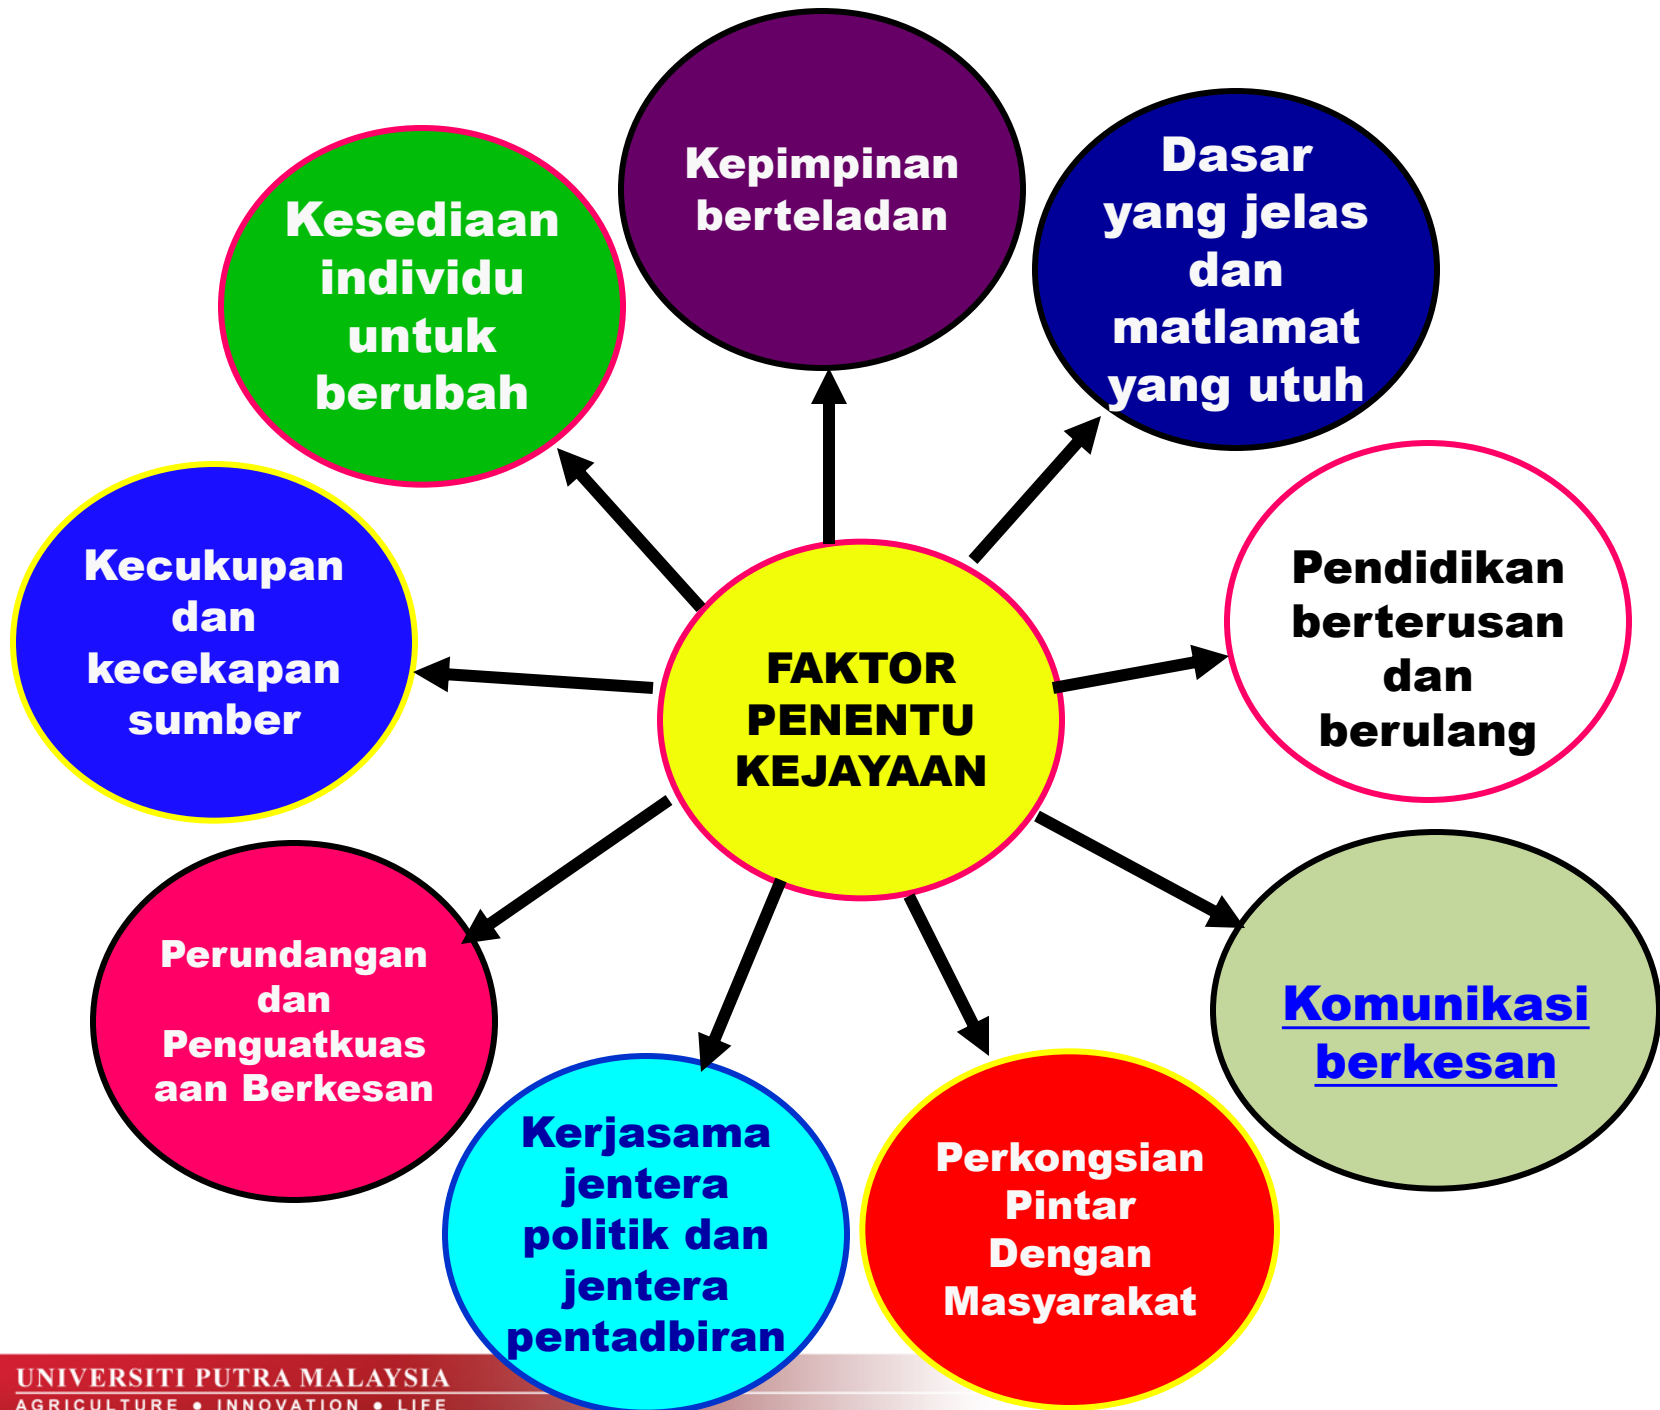 Kepimpinan
berteladan
Dasar
yang jelas
dan
matlamat
yang utuh
Kesediaan
individu
untuk
berubah
Kecukupan
dan
kecekapan
sumber
FAKTOR
PENENTU
KEJAYAAN
Pendidikan
berterusan
dan
berulang
Perundangan
dan
Penguatkuas
aan Berkesan
Komunikasi
berkesan
Kerjasama
jentera
politik dan
jentera
pentadbiran
Perkongsian
Pintar
Dengan
Masyarakat
UNIVERSITI PUTRA MALAYSIA
AGRICULTURE ● INNOVATION ● LIFE